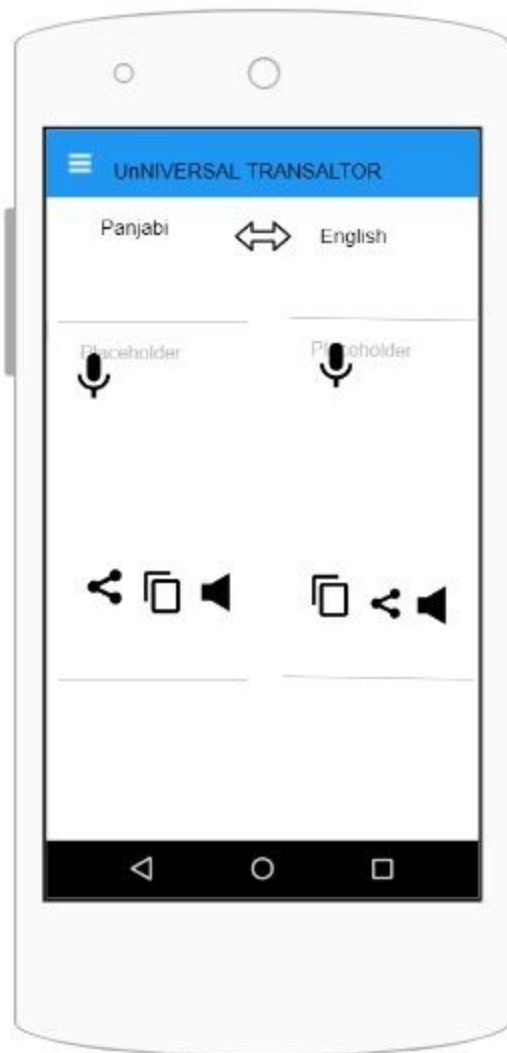 UnNIVERSAL TRANSALTOR
Panjabi
English
Placeholder
Placeholder